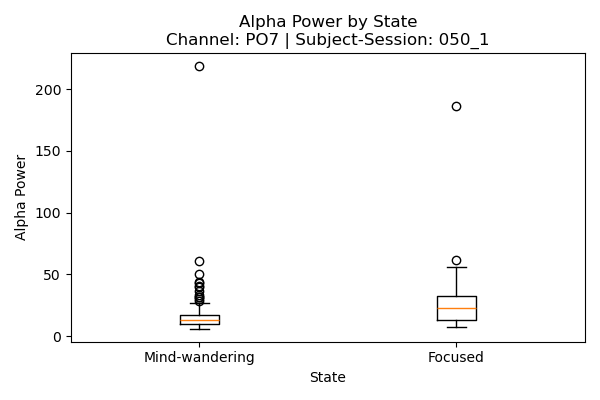 Alpha Power by State
Channel: PO7 | Subject-Session: 050_1
200
150
100
50
0
Alpha Power
Mind-wandering
Focused
State